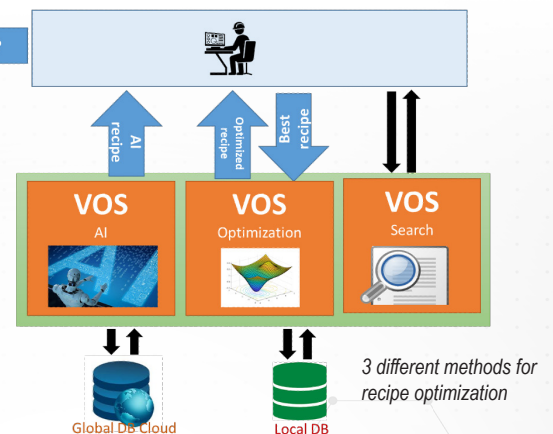 AI
recipe
Optimized
recipe
Best
recipe
VOS
AI
VOS
Optimization
VOS
Search
AI
Global DB Cloud
Local DB
3 different methods for
recipe optimization